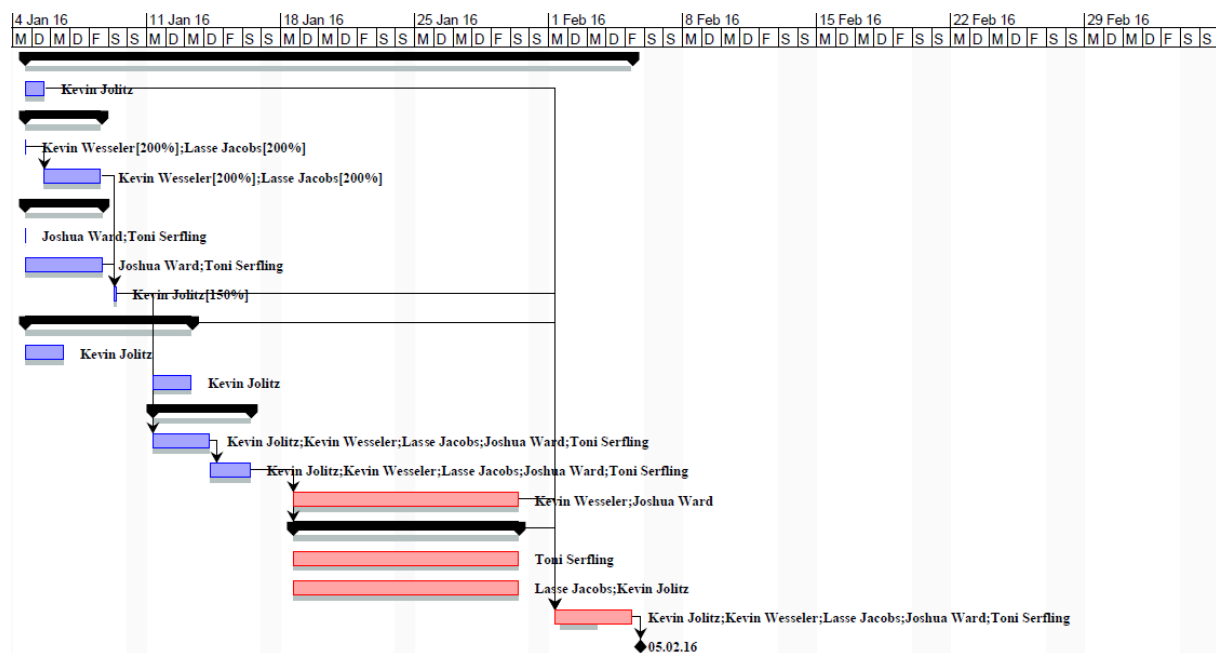 4 Jan 16 11 Jan 16 18 Jan 16 25 Jan 16 1 Feb 16 8 Feb 16 15 Feb 16 22 Feb 16 29 Feb 16
M D M D F S S M D M D F S S M D M D F S S M D M D F S S M D M D F S S M D M D F S S M D M D F S S M D M D F S S M D M D F S S
Kevin Jolitz
Kevin Wesseler[200%];Lasse Jacobs[200%]
Kevin Wesseler[200%];Lasse Jacobs[200%]
Joshua Ward;Toni Serfling
Joshua Ward;Toni Serfling
Kevin Jolitz[150%]
Kevin Jolitz
Kevin Jolitz
Kevin Jolitz;Kevin Wesseler;Lasse Jacobs;Joshua Ward;Toni Serfling
Kevin Jolitz;Kevin Wesseler;Lasse Jacobs;Joshua Ward;Toni Serfling
Kevin Wesseler;Joshua Ward
Toni Serfling
Lasse Jacobs;Kevin Jolitz
Kevin Jolitz;Kevin Wesseler;Lasse Jacobs;Joshua Ward;Toni Serfling
05.02.16